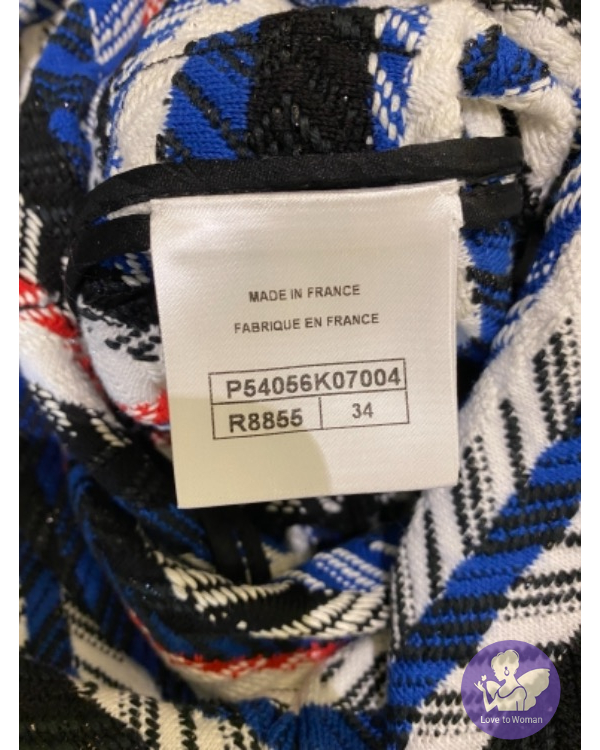 MADE IN FRANCE
FABRIQUE EN FRANCE
P54056K07004
R8855 34
Love to Woman